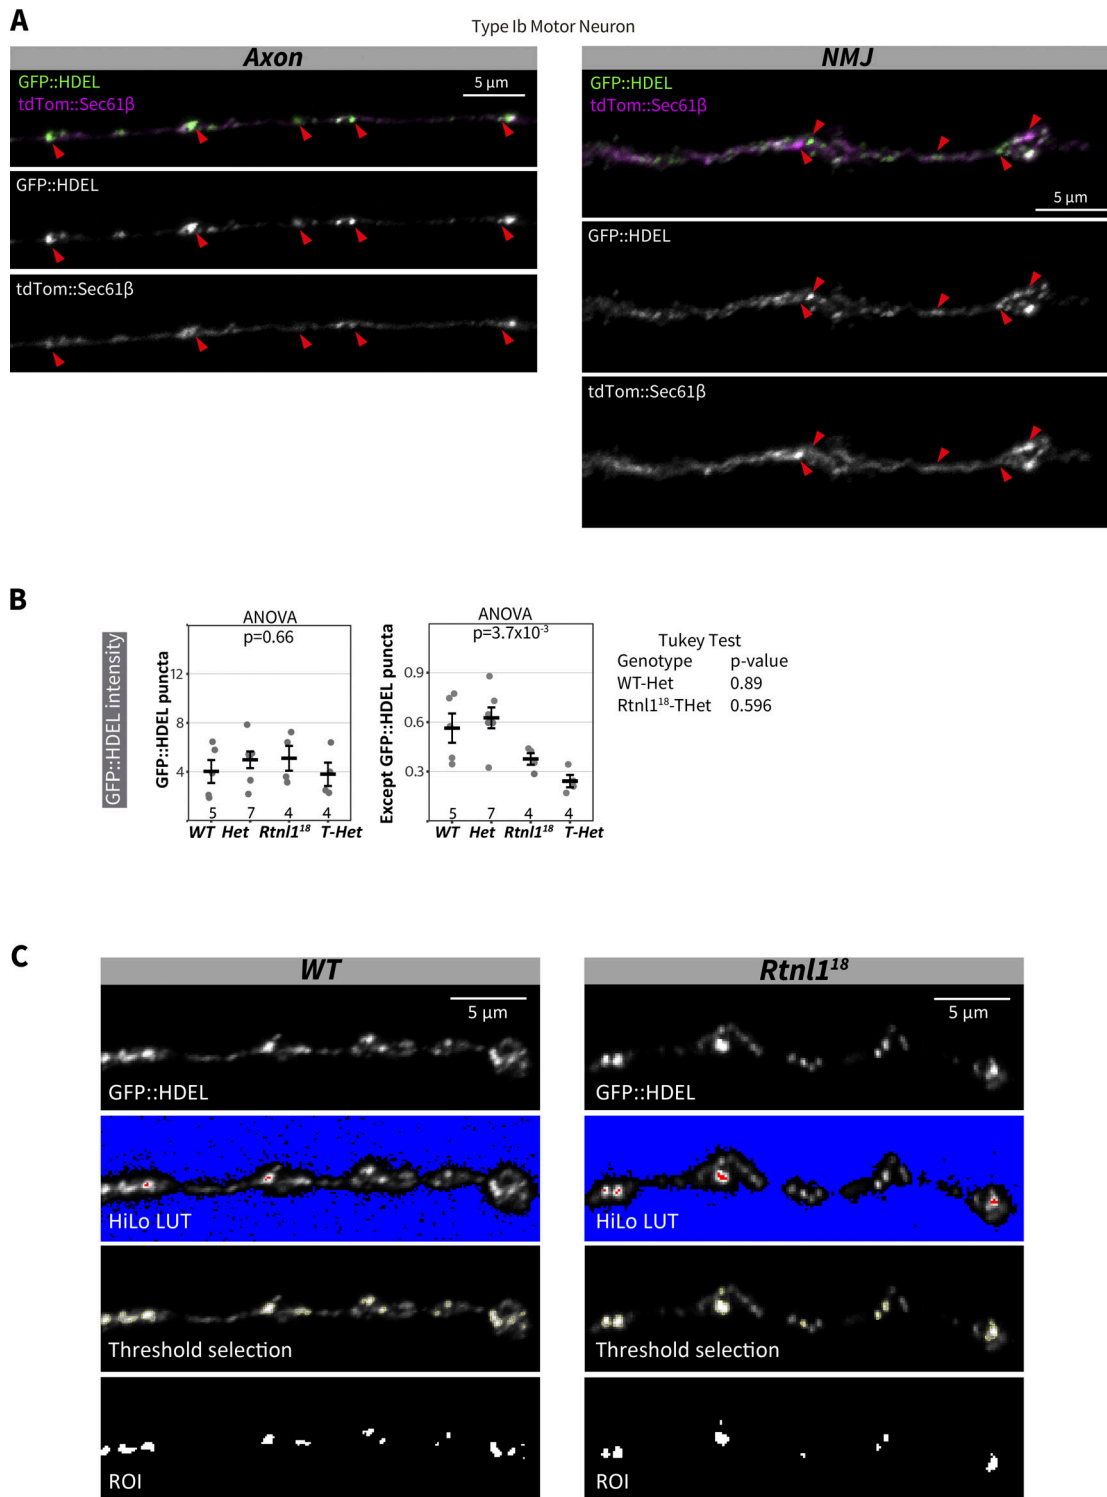 A
Type Ib Motor Neuron
Axon
GFP::HDEL
tdTom::Sec61β
5 µm
GFP::HDEL
tdTom::Sec61β
NMJ
GFP::HDEL
tdTom::Sec61β
5 µm
GFP::HDEL
tdTom::Sec61β
B
GFP::HDEL intensity
ANOVA
p=0.66
GFP::HDEL puncta
12
8
4
5 7 4 4
WT Het Rtnl1¹⁸ T-Het
ANOVA
p=3.7x10⁻³
Except GFP::HDEL puncta
0.9
0.6
0.3
5 7 4 4
WT Het Rtnl1¹⁸ T-Het
Tukey Test
Genotype p-value
WT-Het 0.89
Rtnl1¹⁸-THet 0.596
C
WT
5 µm
GFP::HDEL
HiLo LUT
Threshold selection
ROI
Rtnl1¹⁸
5 µm
GFP::HDEL
HiLo LUT
Threshold selection
ROI